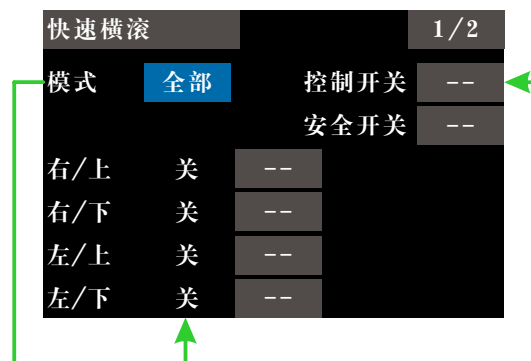 快速横滚 1/2
模式 全部 控制开关 --
安全开关 --
右/上 关 --
右/下 关 --
左/上 关 --
左/下 关 --